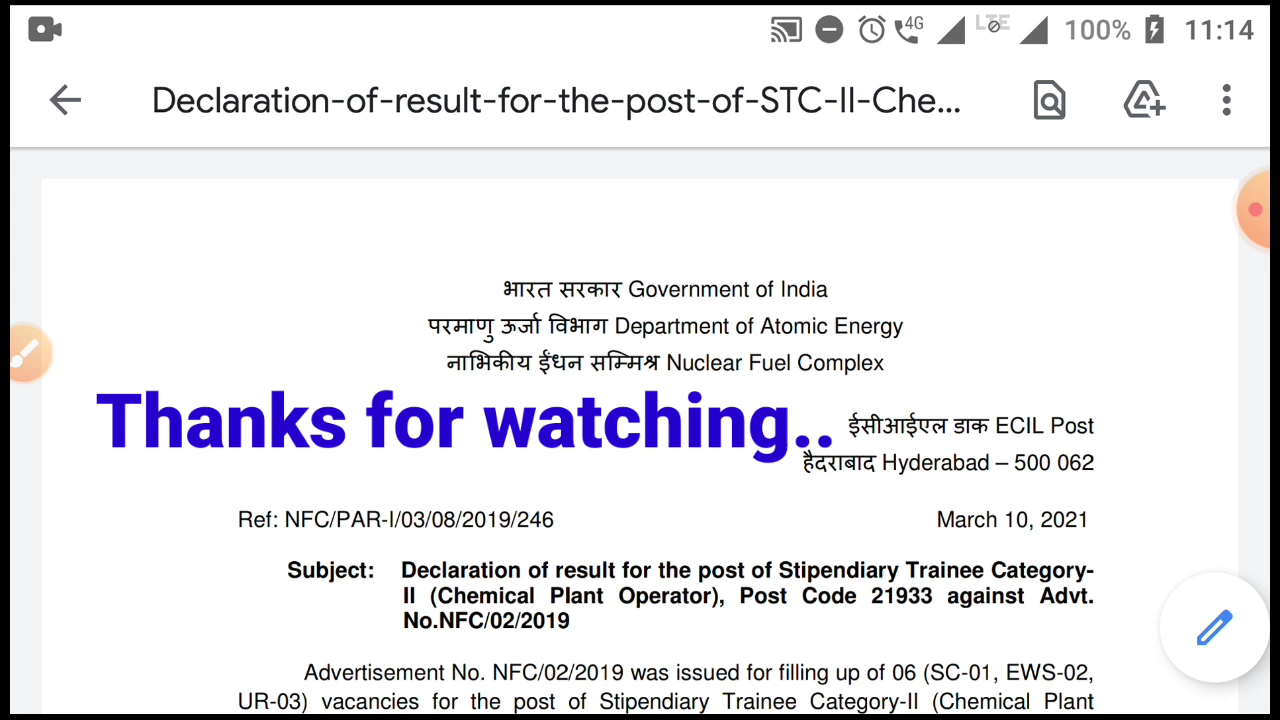 4G LTE 100% 11:14
Declaration-of-result-for-the-post-of-STC-II-Che...
भारत सरकार Government of India
परमाणु ऊर्जा विभाग Department of Atomic Energy
नाभिकीय ईंधन सम्मिश्र Nuclear Fuel Complex
Thanks for watching..
ईसीआईएल डाक ECIL Post
हैदराबाद Hyderabad – 500 062
Ref: NFC/PAR-I/03/08/2019/246 March 10, 2021
Subject: Declaration of result for the post of Stipendiary Trainee Category-
II (Chemical Plant Operator), Post Code 21933 against Advt.
No.NFC/02/2019
Advertisement No. NFC/02/2019 was issued for filling up of 06 (SC-01, EWS-02,
UR-03) vacancies for the post of Stipendiary Trainee Category-II (Chemical Plant